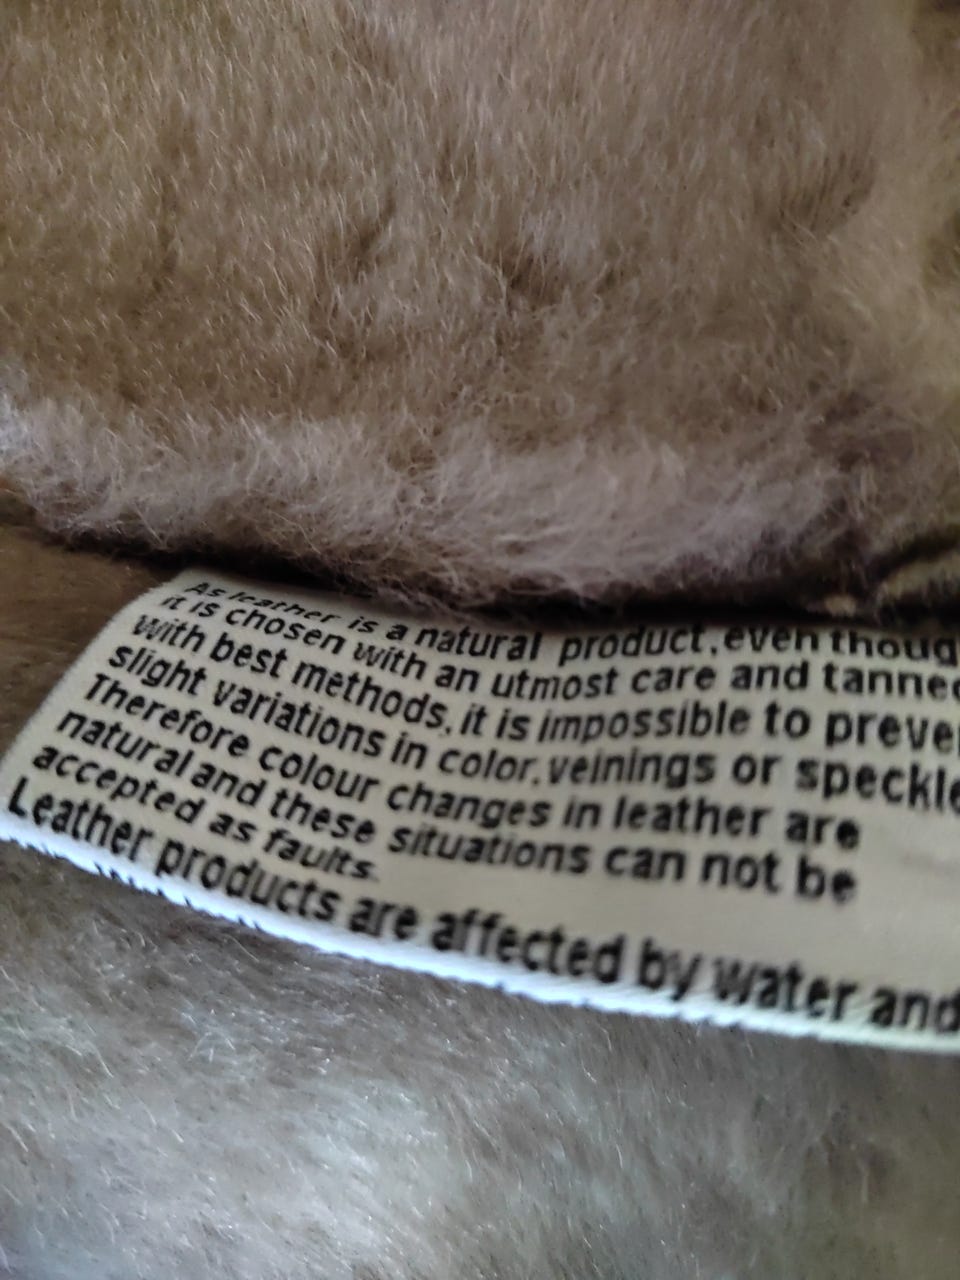 As leather is a natural product, even thoug
it is chosen with an utmost care and tanned
with best methods, it is impossible to preve
slight variations in color, veinings or speckle
Therefore colour changes in leather are
natural and these situations can not be
accepted as faults.
Leather products are affected by water and